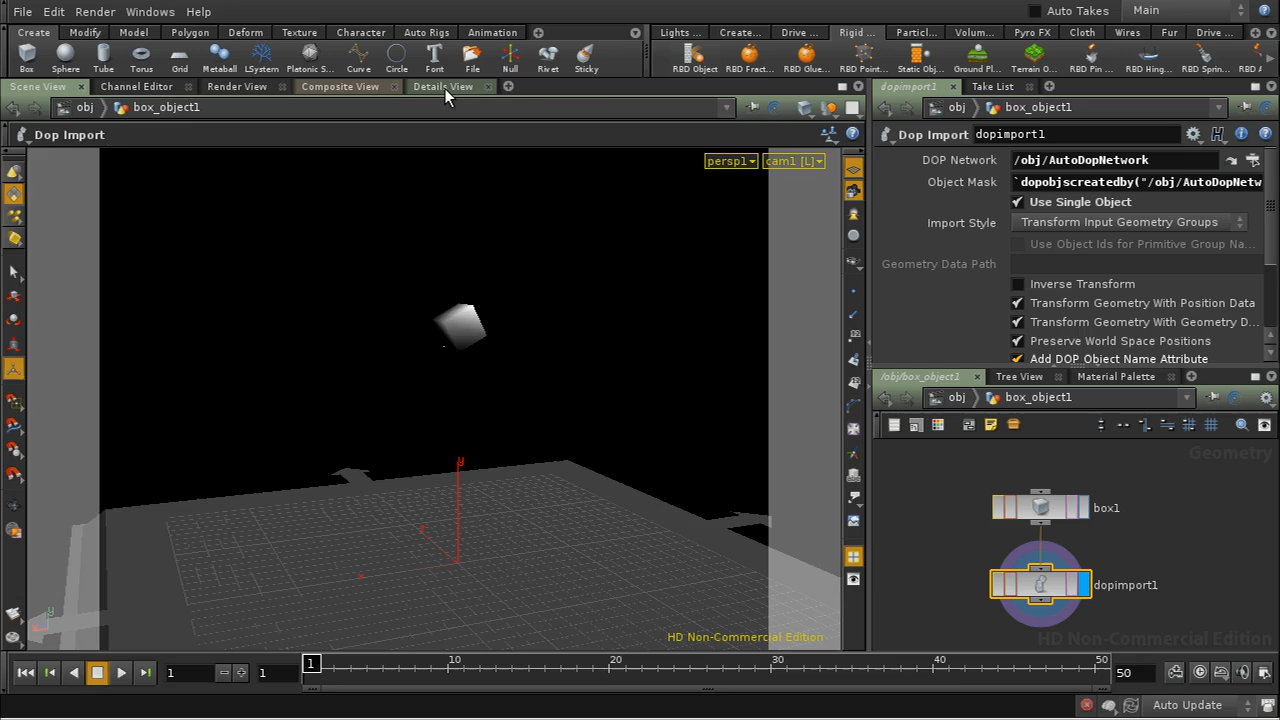 File Edit Render Windows Help Auto Takes Main
Create Modify Model Polygon Deform Texture Character Auto Rigs Animation Lights ... Create... Drive ... Rigid ... Particl... Volum... Pyro FX Cloth Wires Fur Drive ...
Box Sphere Tube Torus Grid Metaball LSystem Platonic S... Curve Circle Font File Null Rivet Sticky RBD Object RBD Fract... RBD Glue... RBD Point... Static Obj... Ground Pl... Terrain O... RBD Pin ... RBD Hing... RBD Sprin... RBD A
Scene View Channel Editor Render View Composite View Details View dopimport1 Take List
obj box_object1 obj box_object1
Dop Import Dop Import dopimport1
persp1 cam1 [L]
DOP Network /obj/AutoDopNetwork
Object Mask `dopobjscreatedby("/obj/AutoDopNetw
Use Single Object
Import Style Transform Input Geometry Groups
Use Object Ids for Primitive Group Na...
Geometry Data Path
Inverse Transform
Transform Geometry With Position Data
Transform Geometry With Geometry D...
Preserve World Space Positions
Add DOP Object Name Attribute
/obj/box_object1 Tree View Material Palette
obj box_object1
Geometry
box1
dopimport1
y
z
x
y
HD Non-Commercial Edition
HD Non-Commercial Edition
1 1 1 10 20 30 40 50 50
Auto Update